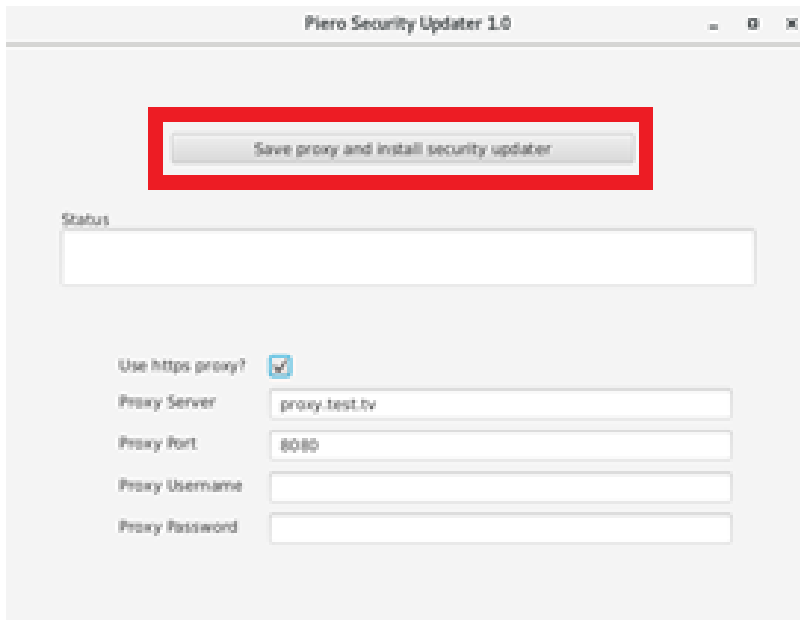 Piero Security Updater 1.0
Save proxy and install security updater
Status
Use https proxy?
Proxy Server proxy.test.tv
Proxy Port 8080
Proxy Username
Proxy Password